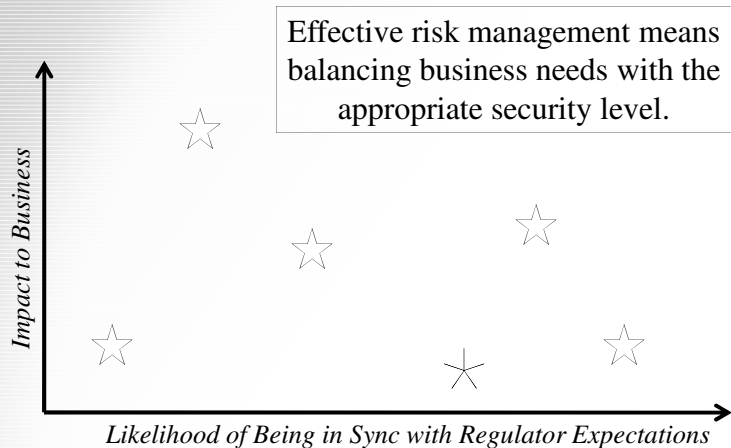 Effective risk management means
balancing business needs with the
appropriate security level.
Impact to Business
Likelihood of Being in Sync with Regulator Expectations